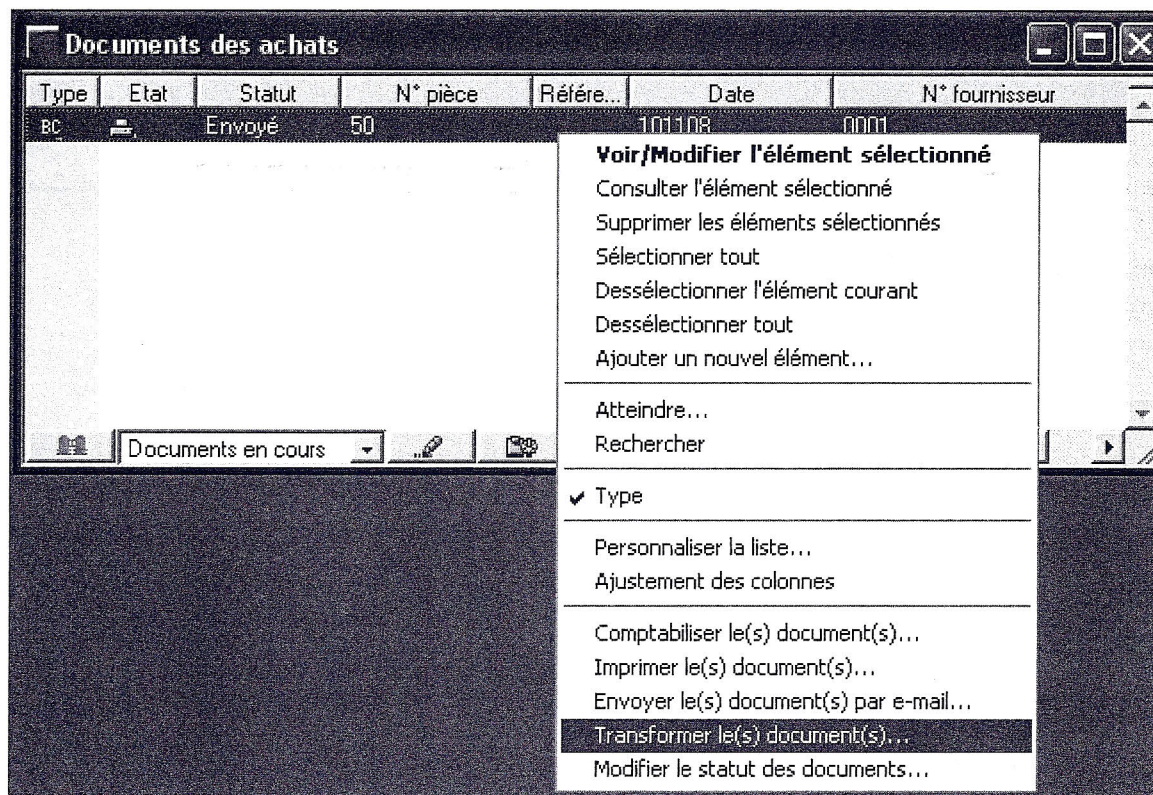 Documents des achats
Type Etat Statut N° pièce Référe... Date N° fournisseur
BC Envoyé 50 101108 0001
Voir/Modifier l'élément sélectionné
Consulter l'élément sélectionné
Supprimer les éléments sélectionnés
Sélectionner tout
Dessélectionner l'élément courant
Dessélectionner tout
Ajouter un nouvel élément...
Atteindre...
Rechercher
Documents en cours
Type
Personnaliser la liste...
Ajustement des colonnes
Comptabiliser le(s) document(s)...
Imprimer le(s) document(s)...
Envoyer le(s) document(s) par e-mail...
Transformer le(s) document(s)...
Modifier le statut des documents...